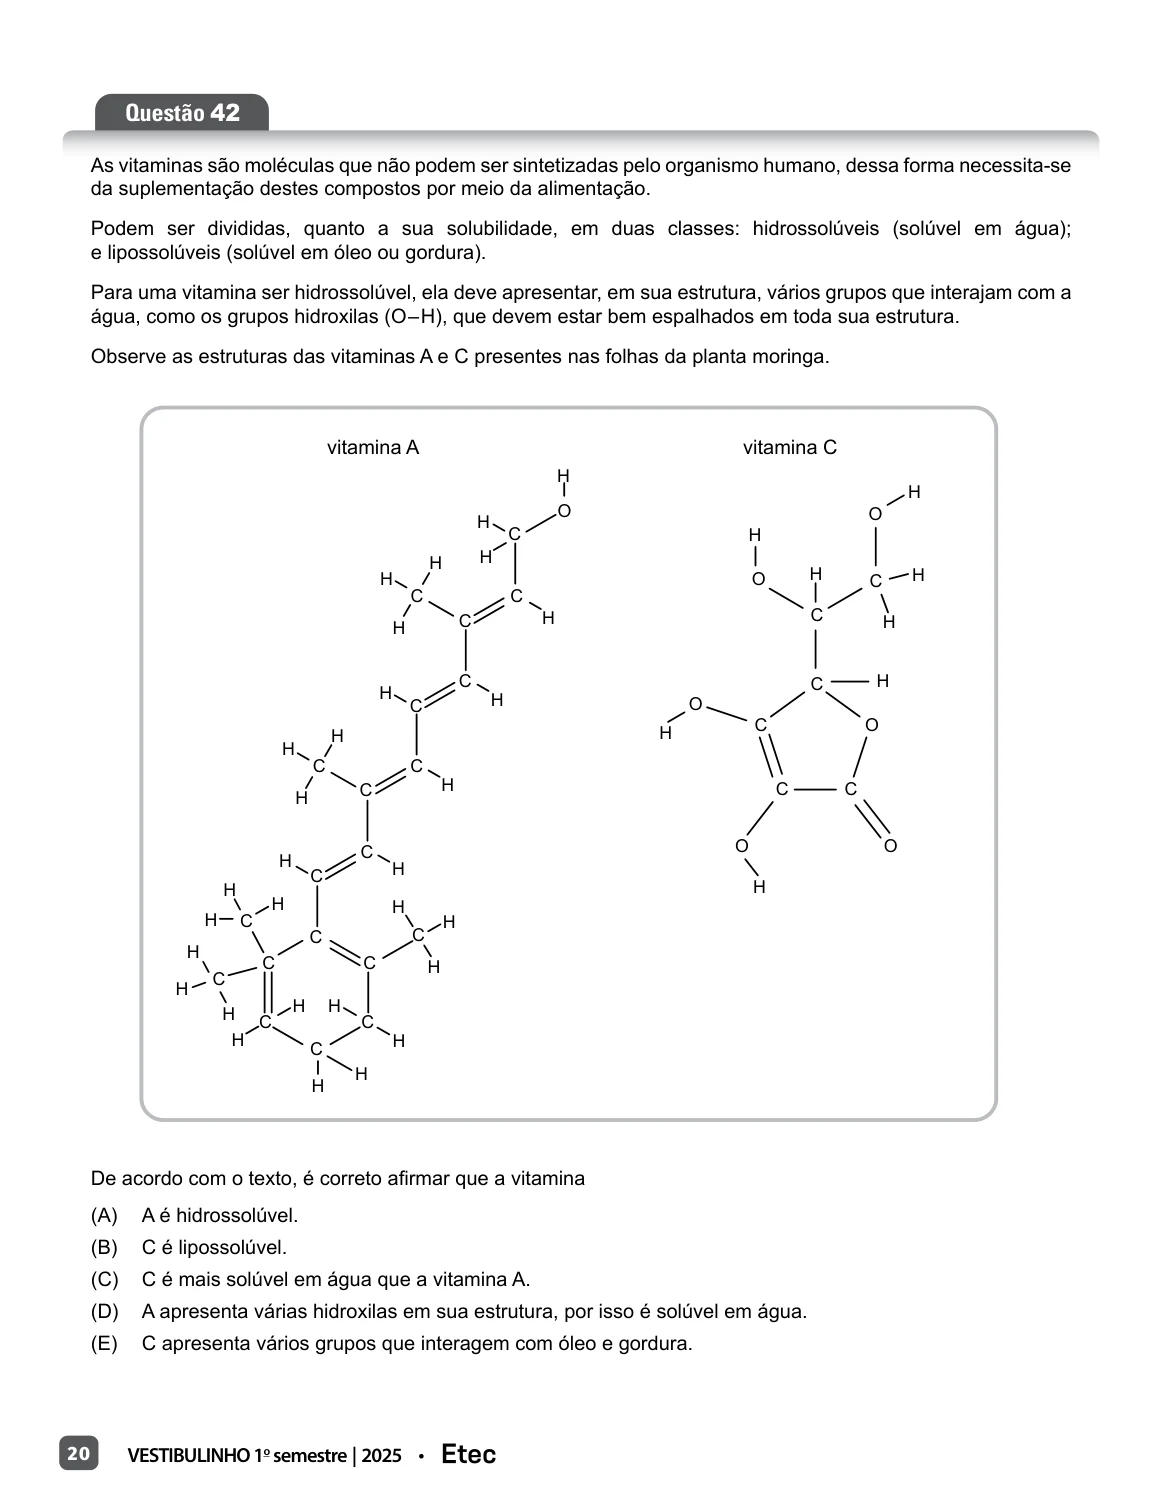 Questão 42
As vitaminas são moléculas que não podem ser sintetizadas pelo organismo humano, dessa forma necessita-se
da suplementação destes compostos por meio da alimentação.
Podem ser divididas, quanto a sua solubilidade, em duas classes: hidrossolúveis (solúvel em água);
e lipossolúveis (solúvel em óleo ou gordura).
Para uma vitamina ser hidrossolúvel, ela deve apresentar, em sua estrutura, vários grupos que interajam com a
água, como os grupos hidroxilas (O–H), que devem estar bem espalhados em toda sua estrutura.
Observe as estruturas das vitaminas A e C presentes nas folhas da planta moringa.
vitamina A
H
O
H
C
H
H
H
C
C
H
C
H
H
C
H
C
H
H
C
C
H
C
H
H
C
H
C
H
H
H
C
H
H
C
H
C
H
C
C
H
C
H
H
H
H
C
C
H
H
C
H
H
vitamina C
H
O
H
O
H
C
H
C
H
C
H
O
H
C
O
C
C
O
O
H
De acordo com o texto, é correto afirmar que a vitamina
(A) A é hidrossolúvel.
(B) C é lipossolúvel.
(C) C é mais solúvel em água que a vitamina A.
(D) A apresenta várias hidroxilas em sua estrutura, por isso é solúvel em água.
(E) C apresenta vários grupos que interagem com óleo e gordura.
20 VESTIBULINHO 1º semestre | 2025 • Etec